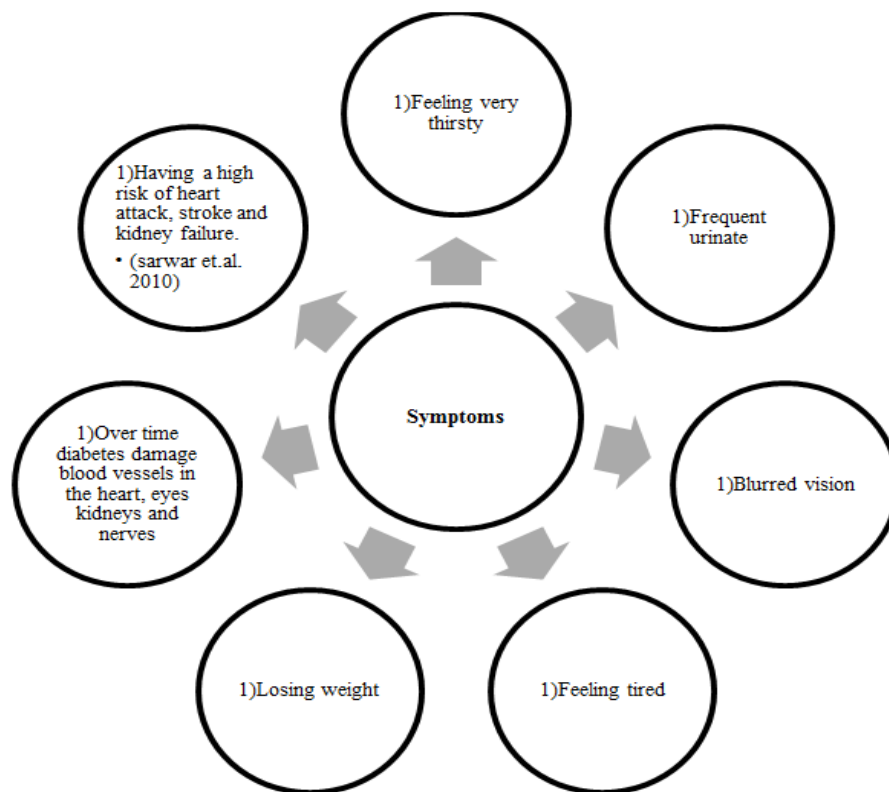 1)Feeling very
thirsty
1)Frequent
urinate
1)Blurred vision
1)Feeling tired
1)Losing weight
1)Over time
diabetes damage
blood vessels in
the heart, eyes
kidneys and
nerves
1)Having a high
risk of heart
attack, stroke and
kidney failure.
• (sarwar et.al.
2010)
Symptoms